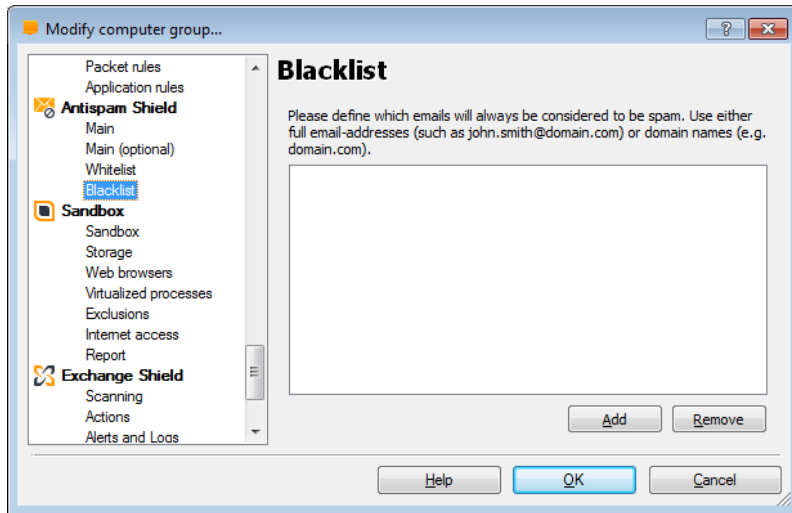 Modify computer group...
Packet rules
Application rules
Antispam Shield
Main
Main (optional)
Whitelist
Blacklist
Sandbox
Sandbox
Storage
Web browsers
Virtualized processes
Exclusions
Internet access
Report
Exchange Shield
Scanning
Actions
Alerts and Logs
Blacklist
Please define which emails will always be considered to be spam. Use either
full email-addresses (such as john.smith@domain.com) or domain names (e.g.
domain.com).
Add Remove
Help OK Cancel